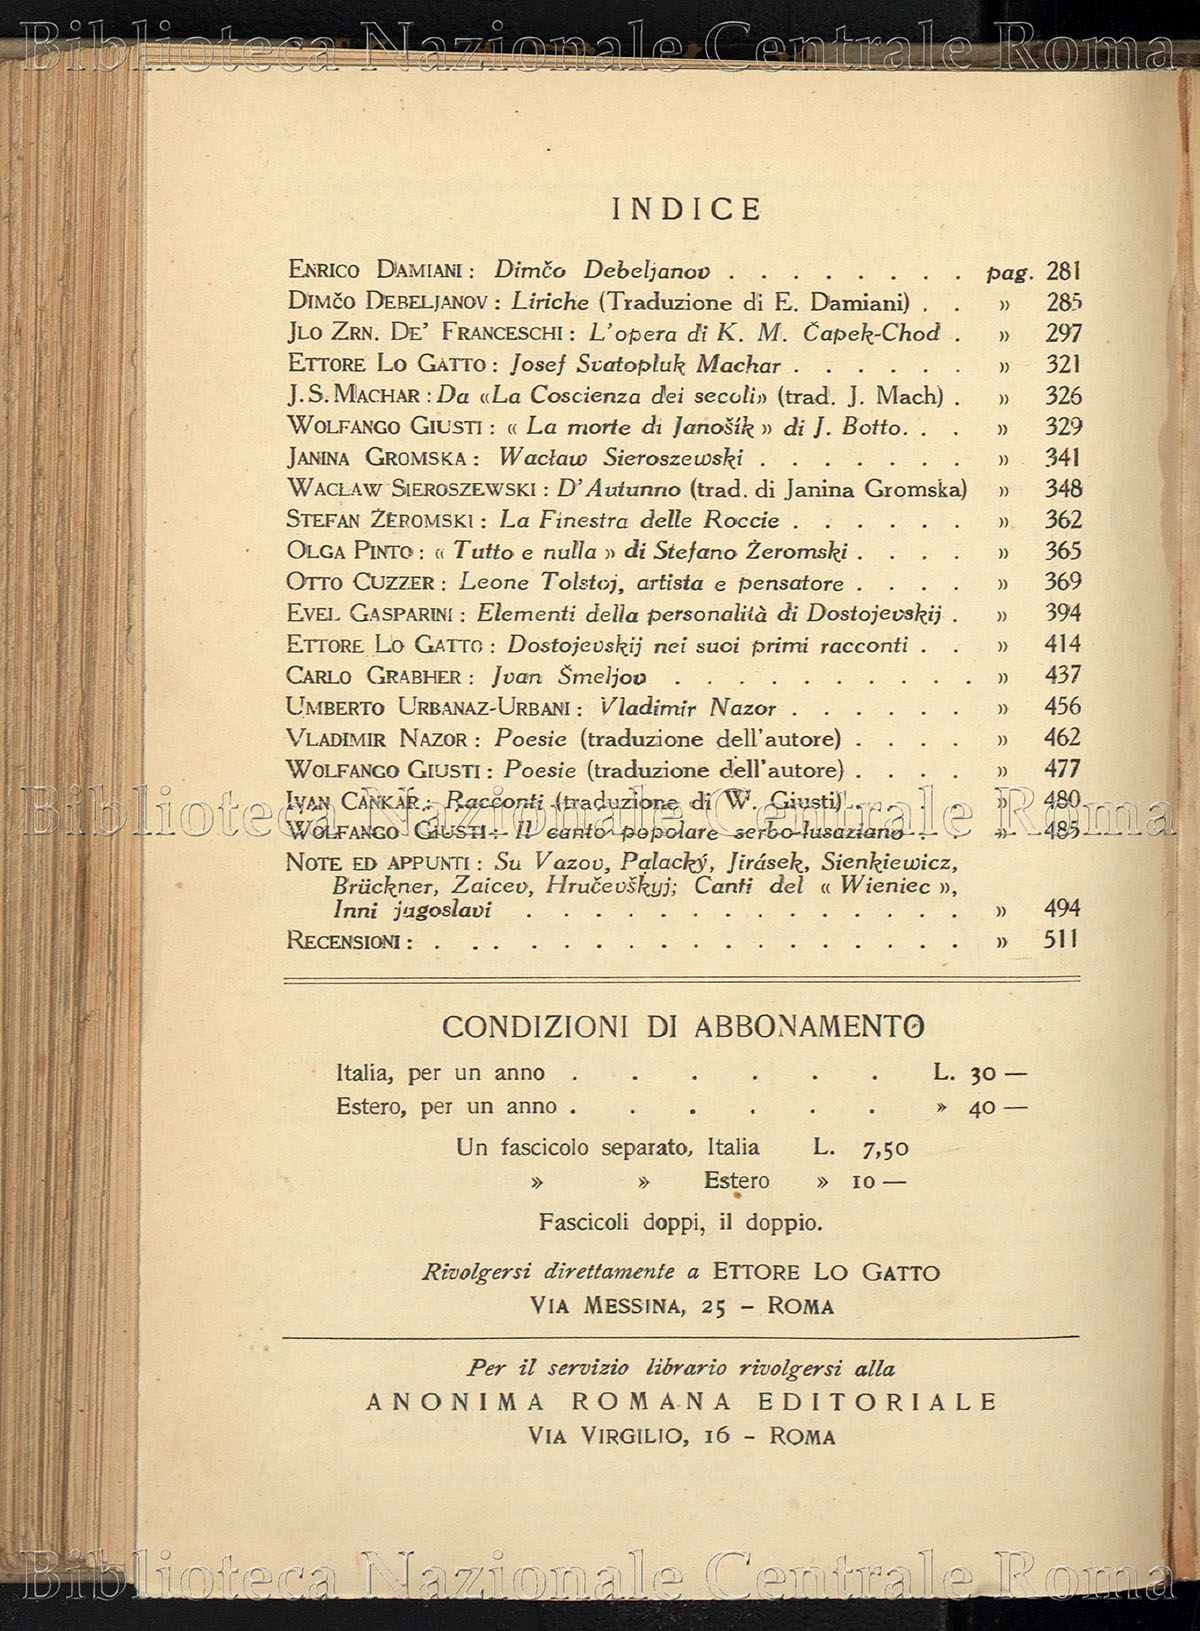 Biblioteca Nazionale Centrale Roma
INDICE
ENRICO DAMIANI : Dimčo Debeljanov . . . . . . . . pag. 281
DIMČO DEBELJANOV : Liriche (Traduzione di E. Damiani) . . » 285
JLO ZRN. DE' FRANCESCHI : L'opera di K. M. Čapek-Chod . » 297
ETTORE LO GATTO : Josef Svatopluk Machar . . . . . . » 321
J. S. MACHAR : Da «La Coscienza dei secoli» (trad. J. Mach) . » 326
WOLFANGO GIUSTI : « La morte di Janošík » di J. Botto. . . » 329
JANINA GROMSKA : Wacław Sieroszewski . . . . . . . » 341
WACLAW SIEROSZEWSKI : D'Autunno (trad. di Janina Gromska) » 348
STEFAN ŻEROMSKI : La Finestra delle Roccie . . . . . . » 362
OLGA PINTO : « Tutto e nulla » di Stefano Żeromski . . . . » 365
OTTO CUZZER : Leone Tolstoj, artista e pensatore . . . . » 369
EVEL GASPARINI : Elementi della personalità di Dostojevskij . » 394
ETTORE LO GATTO : Dostojevskij nei suoi primi racconti . . » 414
CARLO GRABHER : Jvan Šmeljov . . . . . . . . . . » 437
UMBERTO URBANAZ-URBANI : Vladimir Nazor . . . . . . » 456
VLADIMIR NAZOR : Poesie (traduzione dell'autore) . . . . » 462
WOLFANGO GIUSTI : Poesie (traduzione dell'autore) . . . . » 477
IVAN CANKAR : Racconti (traduzione di W. Giusti) . . . . » 480
Biblioteca Nazionale Centrale Roma
WOLFANGO GIUSTI : Il canto popolare serbo-lusaziano . . » 485
NOTE ED APPUNTI : Su Vazov, Palacký, Jirásek, Sienkiewicz,
Brückner, Zaicev, Hručevškyj; Canti del « Wieniec »,
Inni jugoslavi . . . . . . . . . . . . . . » 494
RECENSIONI : . . . . . . . . . . . . . . . . » 511
CONDIZIONI DI ABBONAMENTO
Italia, per un anno . . . . . . L. 30 —
Estero, per un anno . . . . . . » 40 —
Un fascicolo separato, Italia L. 7,50
» » Estero » 10 —
Fascicoli doppi, il doppio.
Rivolgersi direttamente a ETTORE LO GATTO
VIA MESSINA, 25 - ROMA
Per il servizio librario rivolgersi alla
ANONIMA ROMANA EDITORIALE
VIA VIRGILIO, 16 - ROMA
Biblioteca Nazionale Centrale Roma